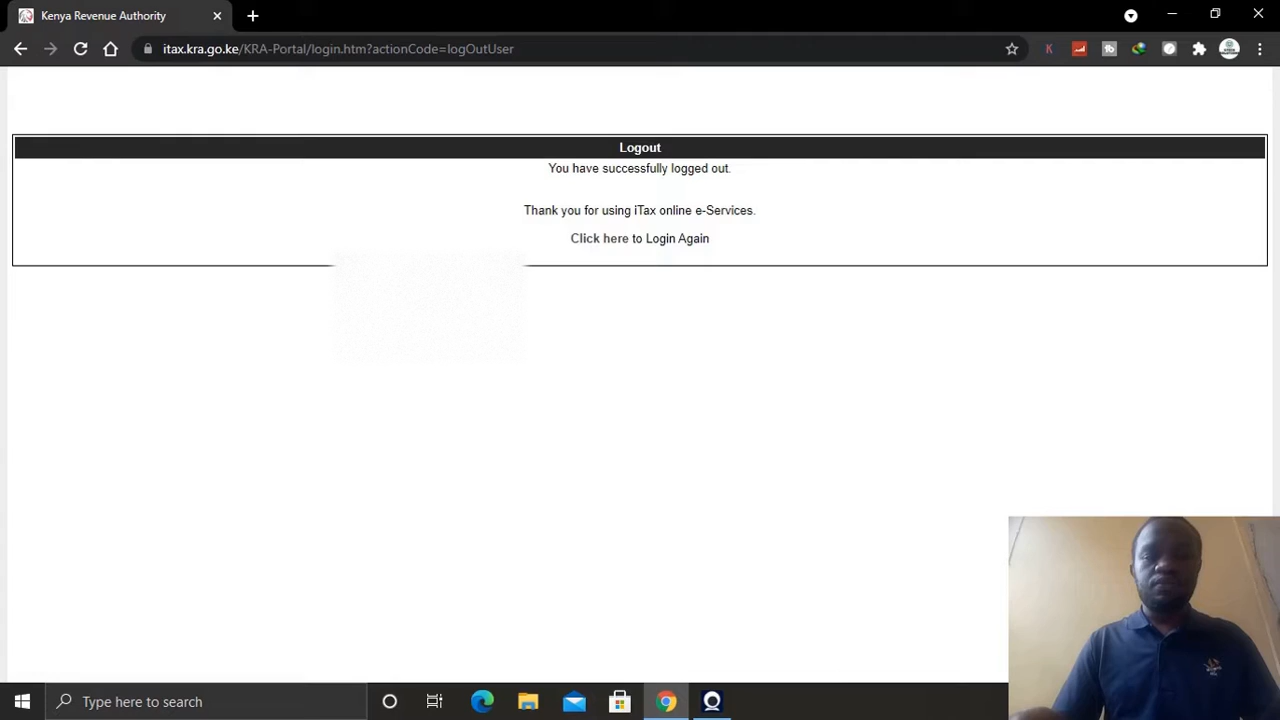 Kenya Revenue Authority
itax.kra.go.ke/KRA-Portal/login.htm?actionCode=logOutUser
Logout
You have successfully logged out.
Thank you for using iTax online e-Services.
Click here to Login Again
Type here to search